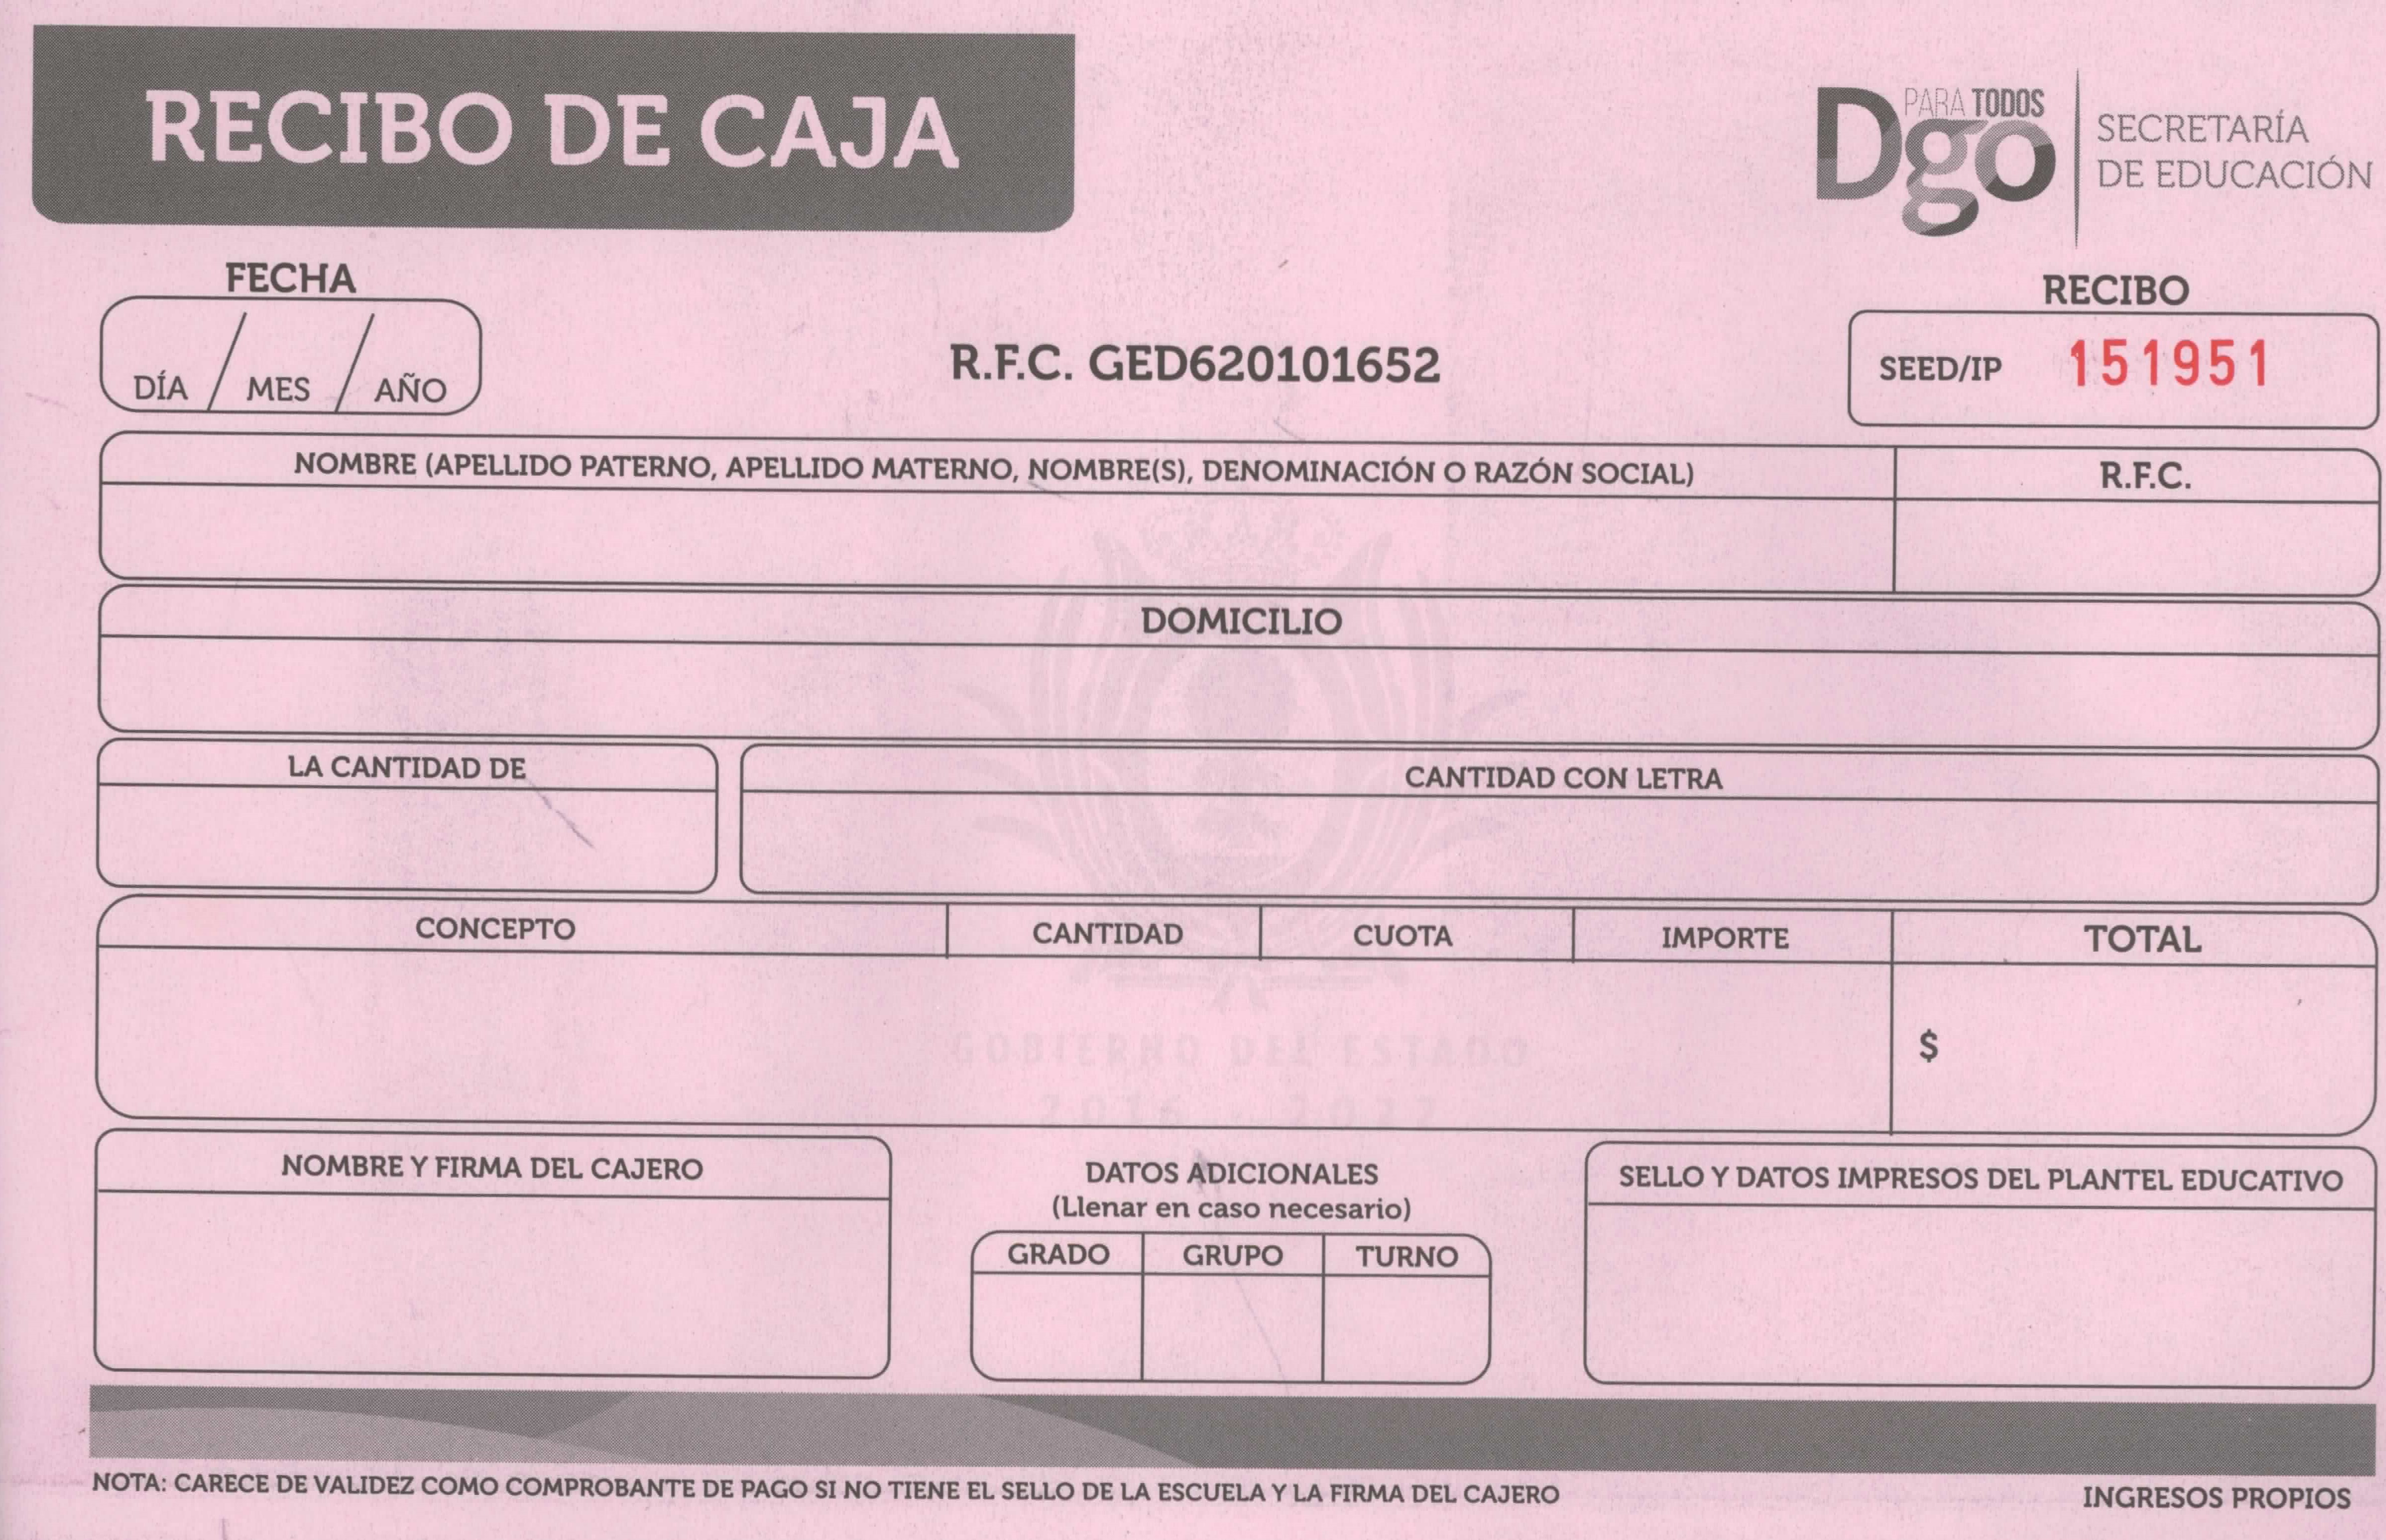 RECIBO DE CAJA
Dgo PARA TODOS
SECRETARÍA
DE EDUCACIÓN
FECHA
DÍA / MES / AÑO
R.F.C. GED620101652
RECIBO
SEED/IP 151951
NOMBRE (APELLIDO PATERNO, APELLIDO MATERNO, NOMBRE(S), DENOMINACIÓN O RAZÓN SOCIAL)
R.F.C.
DOMICILIO
LA CANTIDAD DE
CANTIDAD CON LETRA
CONCEPTO
CANTIDAD
CUOTA
IMPORTE
TOTAL
$
GOBIERNO DEL ESTADO
2016 - 2022
NOMBRE Y FIRMA DEL CAJERO
DATOS ADICIONALES
(Llenar en caso necesario)
GRADO
GRUPO
TURNO
SELLO Y DATOS IMPRESOS DEL PLANTEL EDUCATIVO
NOTA: CARECE DE VALIDEZ COMO COMPROBANTE DE PAGO SI NO TIENE EL SELLO DE LA ESCUELA Y LA FIRMA DEL CAJERO
INGRESOS PROPIOS